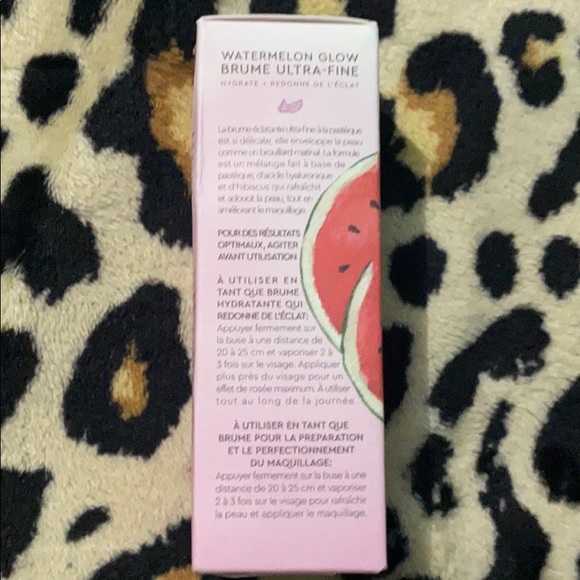 WATERMELON GLOW
BRUME ULTRA-FINE
HYDRATE + REDONNE DE L'ÉCLAT
La brume éclatante ultra fine à la pastèque
est si délicate, elle enveloppe la peau
comme un brouillard matinal. La formule
est un mélange fait à base de
pastèque, d'acide hyaluronique
et d'hibiscus qui rafraîchit
et adoucit la peau, tout en
améliorant le maquillage.
POUR DES RÉSULTATS
OPTIMAUX, AGITER
AVANT UTILISATION
À UTILISER EN
TANT QUE BRUME
HYDRATANTE QUI
REDONNE DE L'ÉCLAT:
Appuyer fermement sur
la buse à une distance de
20 à 25 cm et vaporiser 2 à
3 fois sur le visage. Appliquer
plus près du visage pour un
effet de rosée maximum. À utiliser
tout au long de la journée.
À UTILISER EN TANT QUE
BRUME POUR LA PREPARATION
ET LE PERFECTIONNEMENT
DU MAQUILLAGE:
Appuyer fermement sur la buse à une
distance de 20 à 25 cm et vaporiser
2 à 3 fois sur le visage pour rafraîchir
la peau et appliquer le maquillage.